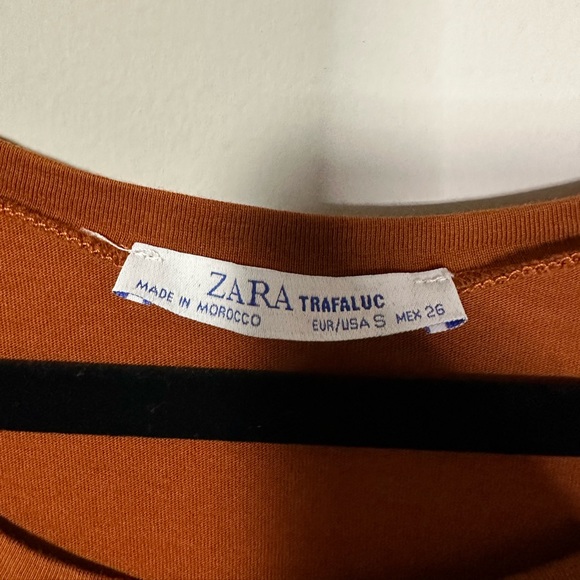 ZARA TRAFALUC
MADE IN MOROCCO EUR/USA S MEX 26